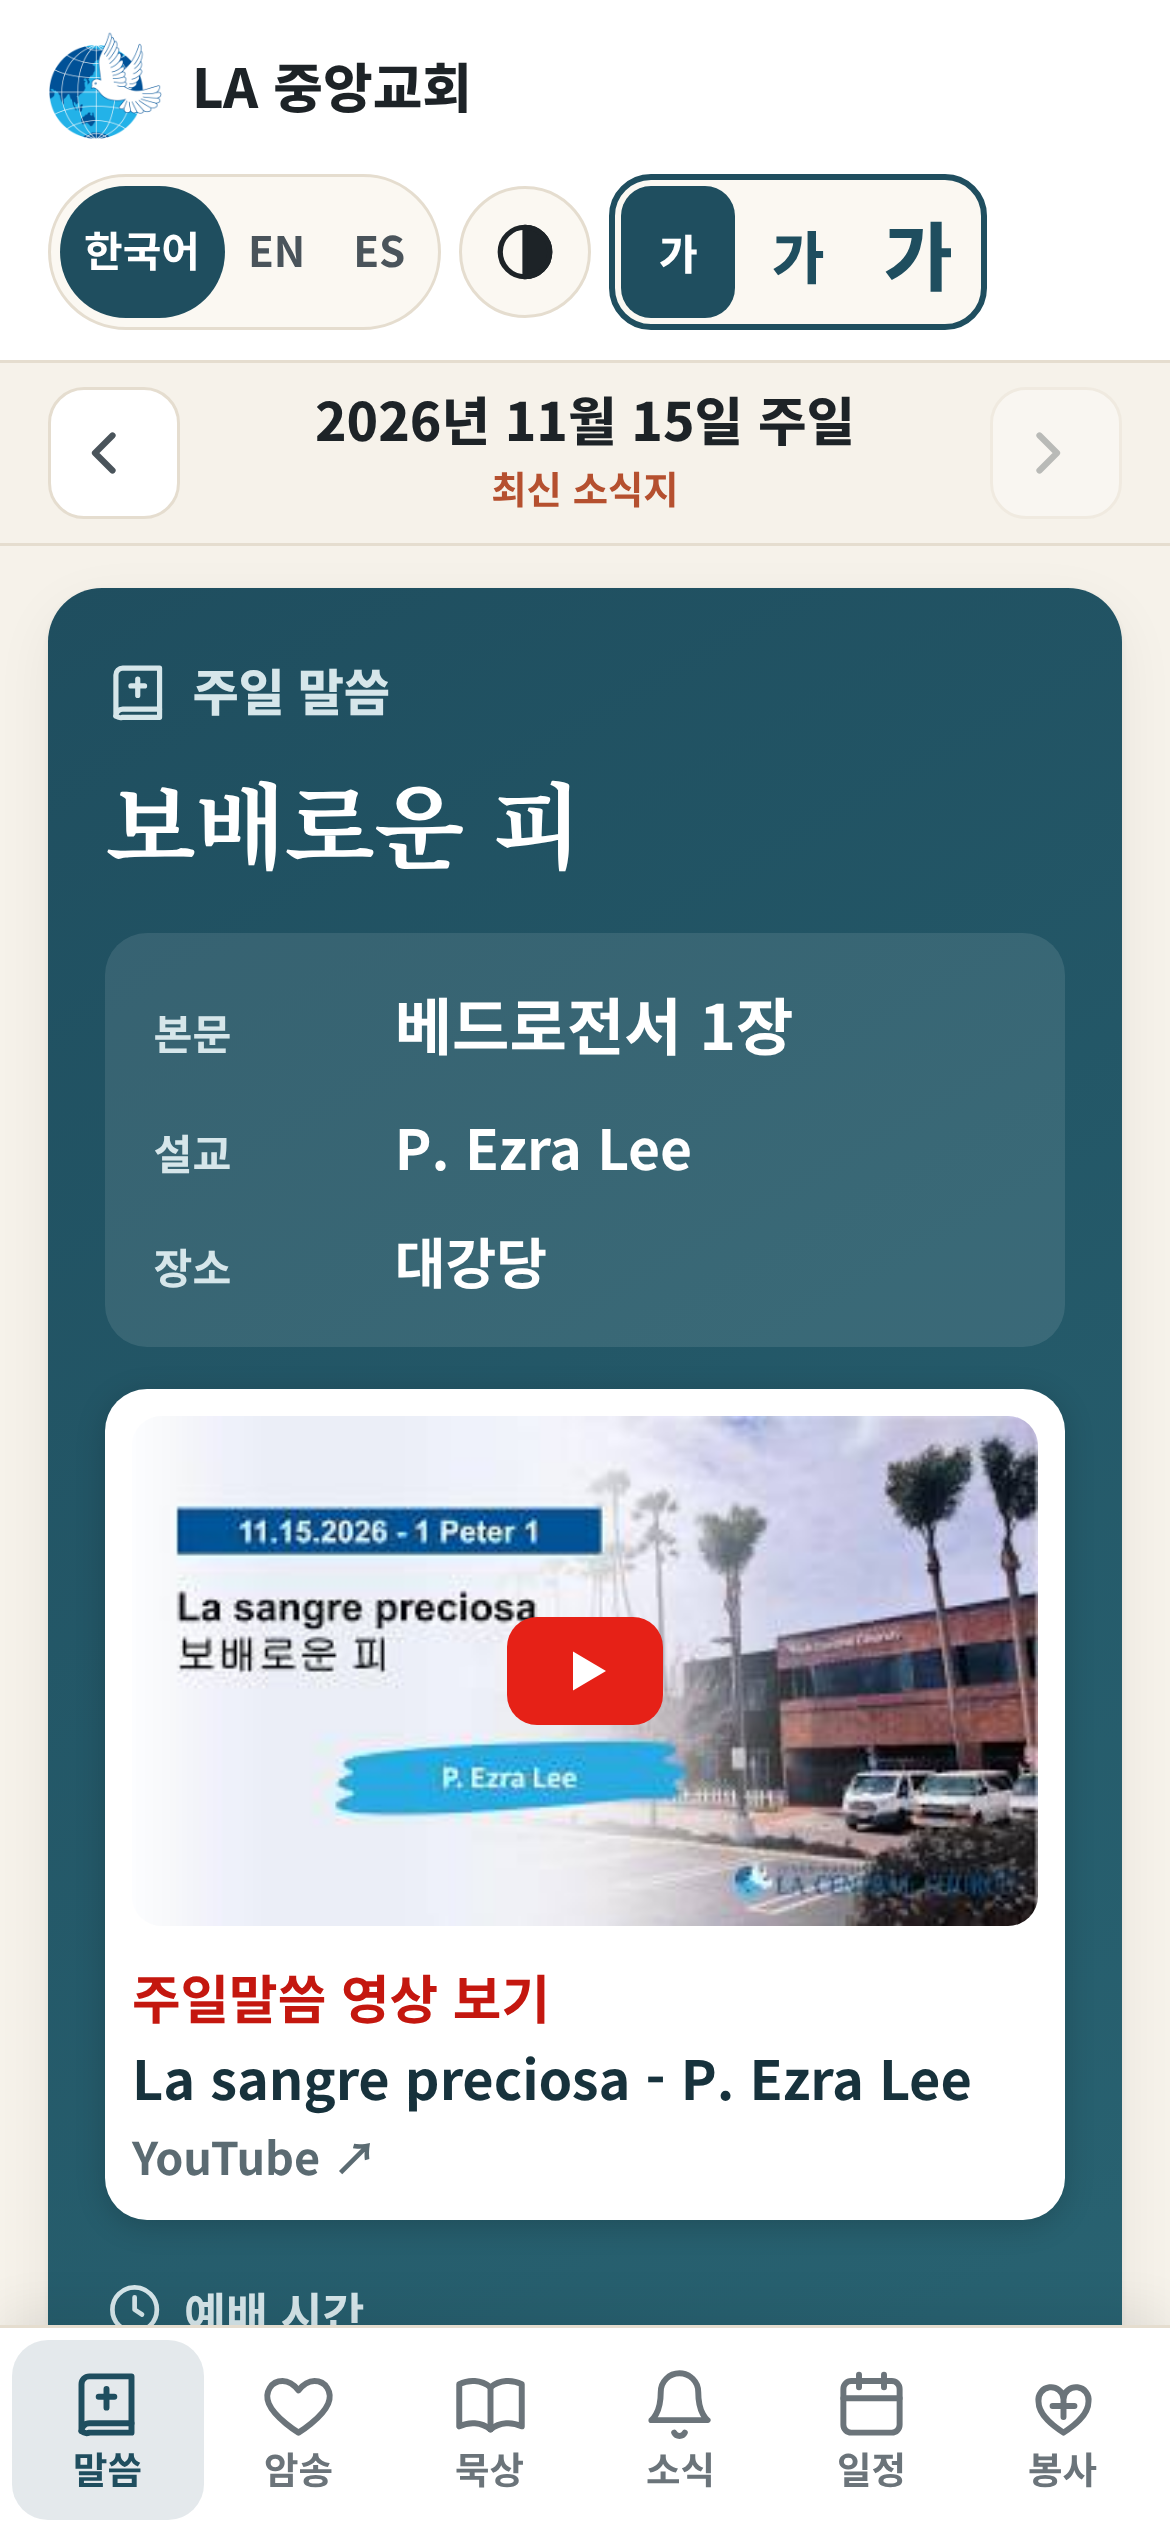 LA 중앙교회
한국어 EN ES 가 가 가
2026년 11월 15일 주일
최신 소식지
주일 말씀
보배로운 피
본문 베드로전서 1장
설교 P. Ezra Lee
장소 대강당
11.15.2026 - 1 Peter 1
La sangre preciosa
보배로운 피
P. Ezra Lee
LA CENTRAL CHURCH
주일말씀 영상 보기
La sangre preciosa - P. Ezra Lee
YouTube ↗
예배 시간
말씀 암송 묵상 소식 일정 봉사